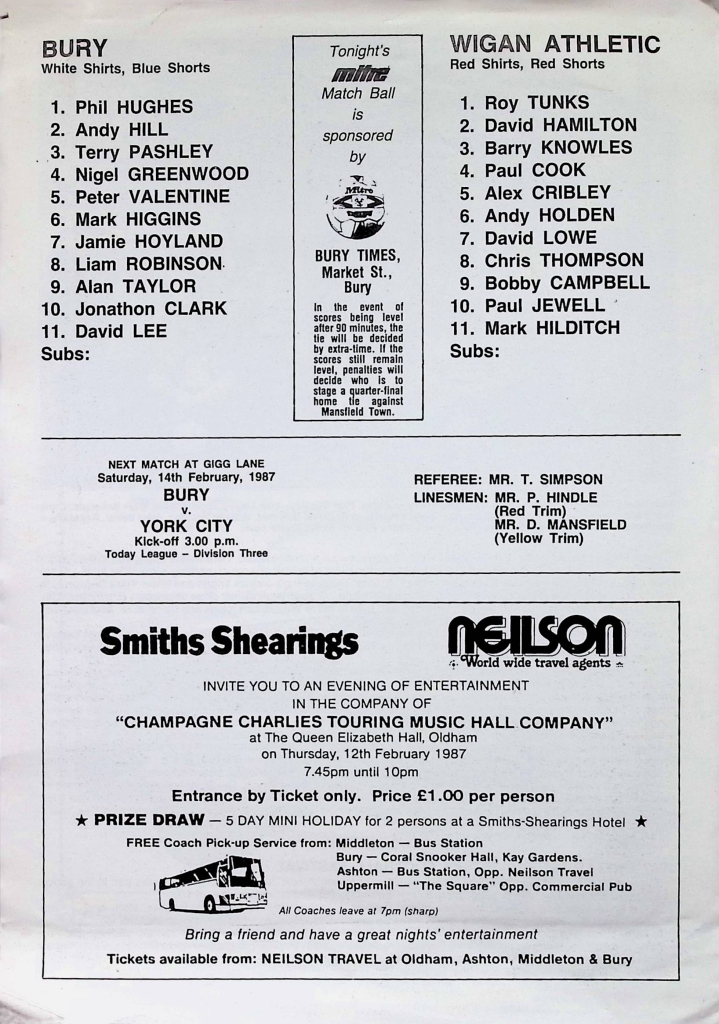 BURY
White Shirts, Blue Shorts
1. Phil HUGHES
2. Andy HILL
3. Terry PASHLEY
4. Nigel GREENWOOD
5. Peter VALENTINE
6. Mark HIGGINS
7. Jamie HOYLAND
8. Liam ROBINSON
9. Alan TAYLOR
10. Jonathon CLARK
11. David LEE
Subs:
Tonight's
mitre
Match Ball
is
sponsored
by
Mitre
BURY TIMES,
Market St.,
Bury
In the event of
scores being level
after 90 minutes, the
tie will be decided
by extra-time. If the
scores still remain
level, penalties will
decide who is to
stage a quarter-final
home tie against
Mansfield Town.
WIGAN ATHLETIC
Red Shirts, Red Shorts
1. Roy TUNKS
2. David HAMILTON
3. Barry KNOWLES
4. Paul COOK
5. Alex CRIBLEY
6. Andy HOLDEN
7. David LOWE
8. Chris THOMPSON
9. Bobby CAMPBELL
10. Paul JEWELL
11. Mark HILDITCH
Subs:
NEXT MATCH AT GIGG LANE
Saturday, 14th February, 1987
BURY
v.
YORK CITY
Kick-off 3.00 p.m.
Today League – Division Three
REFEREE: MR. T. SIMPSON
LINESMEN: MR. P. HINDLE
(Red Trim)
MR. D. MANSFIELD
(Yellow Trim)
Smiths Shearings
NEILSON
World wide travel agents
INVITE YOU TO AN EVENING OF ENTERTAINMENT
IN THE COMPANY OF
"CHAMPAGNE CHARLIES TOURING MUSIC HALL COMPANY"
at The Queen Elizabeth Hall, Oldham
on Thursday, 12th February 1987
7.45pm until 10pm
Entrance by Ticket only. Price £1.00 per person
★ PRIZE DRAW — 5 DAY MINI HOLIDAY for 2 persons at a Smiths-Shearings Hotel ★
FREE Coach Pick-up Service from: Middleton — Bus Station
Bury — Coral Snooker Hall, Kay Gardens.
Ashton — Bus Station, Opp. Neilson Travel
Uppermill — "The Square" Opp. Commercial Pub
All Coaches leave at 7pm (sharp)
Bring a friend and have a great nights' entertainment
Tickets available from: NEILSON TRAVEL at Oldham, Ashton, Middleton & Bury